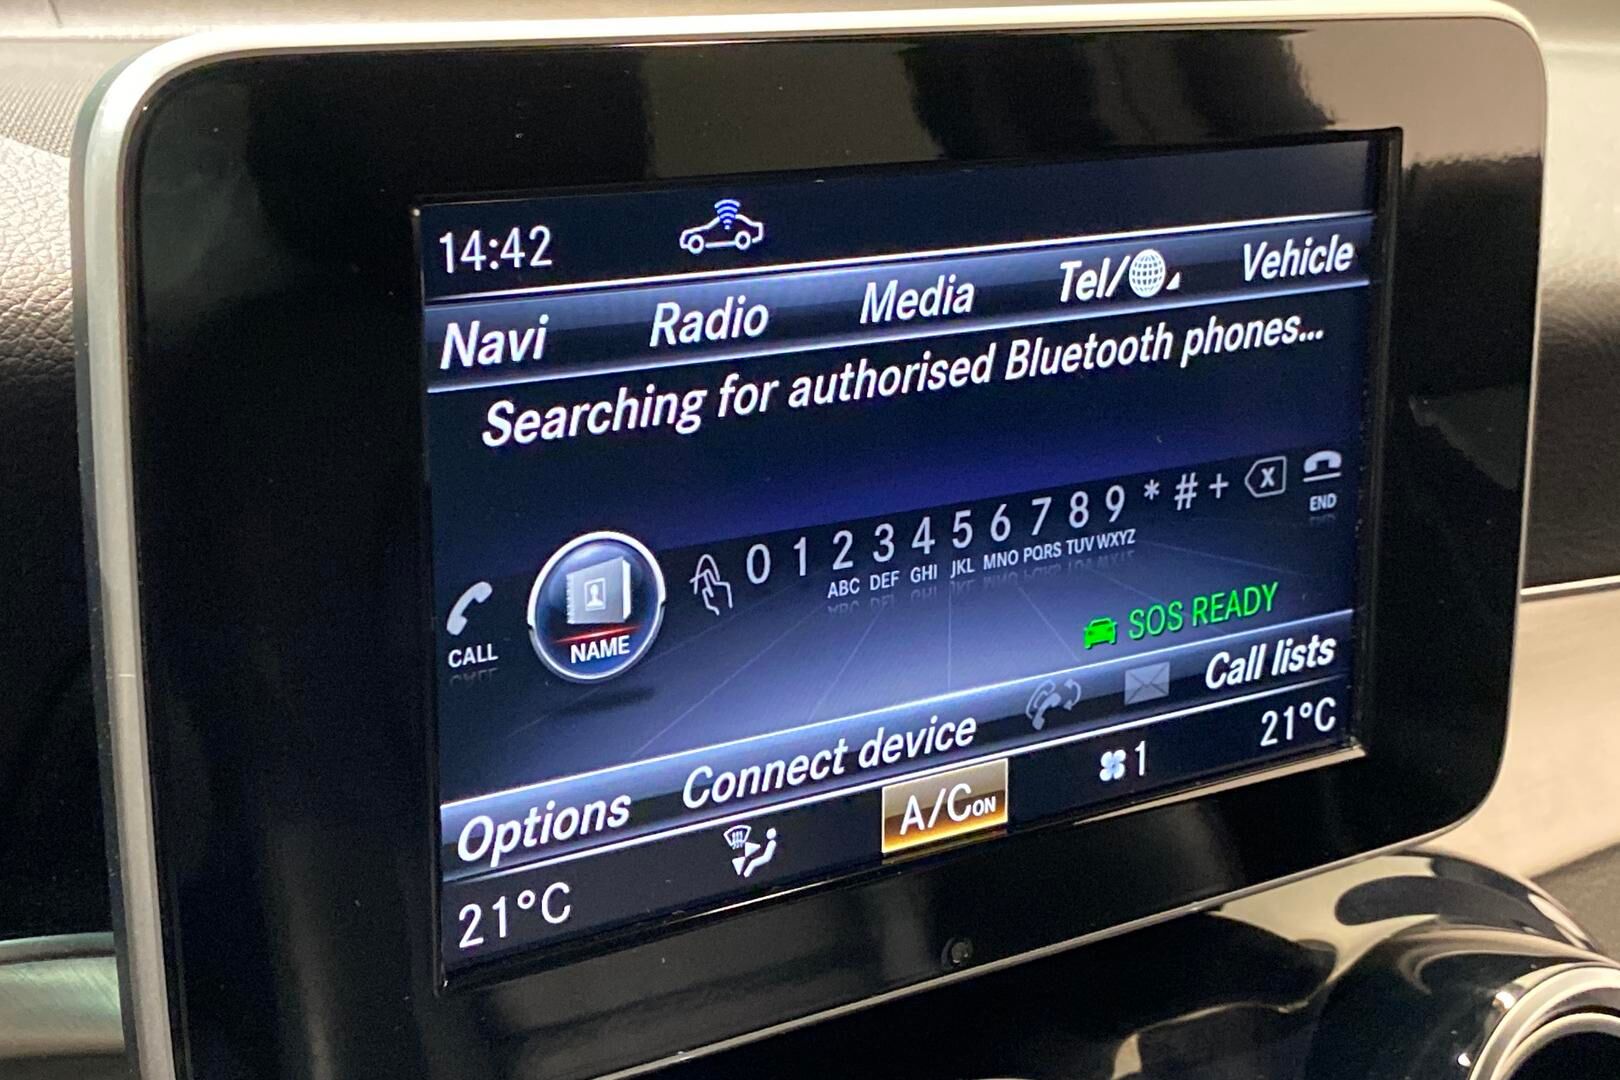 14:42
Navi Radio Media Tel/ Vehicle
Searching for authorised Bluetooth phones...
CALL NAME 0 1 2 3 4 5 6 7 8 9 * # + X END
ABC DEF GHI JKL MNO PQRS TUV WXYZ
SOS READY
Options Connect device Call lists
21°C A/C ON 1 21°C